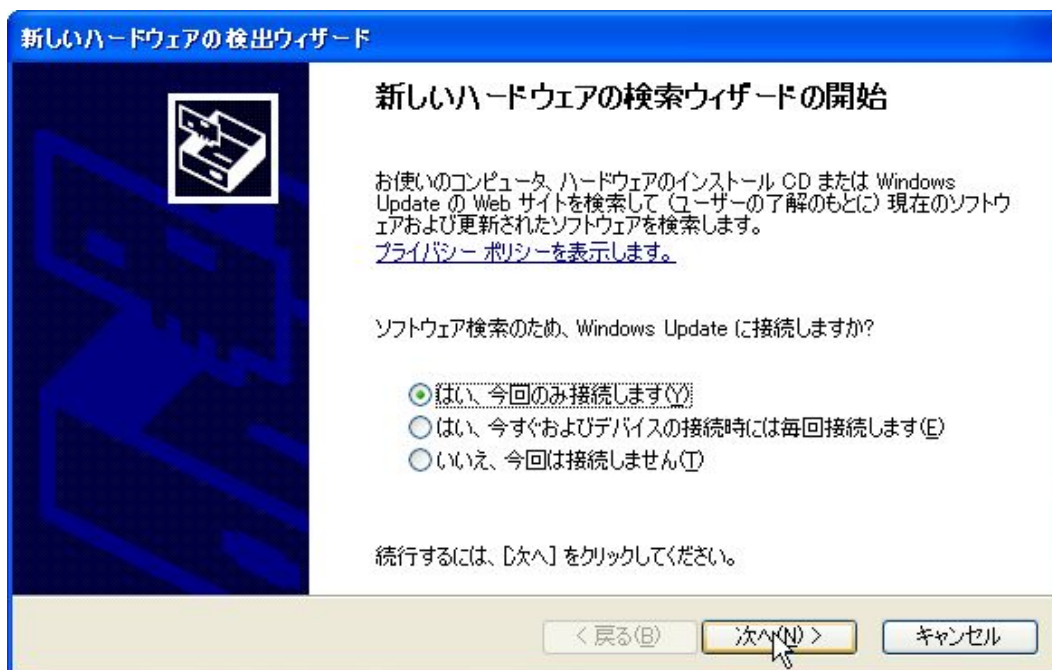 新しいハードウェアの検出ウィザード
新しいハードウェアの検索ウィザードの開始
お使いのコンピュータ、ハードウェアのインストール CD または Windows
Update の Web サイトを検索して (ユーザーの了解のもとに) 現在のソフトウ
ェアおよび更新されたソフトウェアを検索します。
プライバシー ポリシーを表示します。
ソフトウェア検索のため、Windows Update に接続しますか?
はい、今回のみ接続します(Y)
はい、今すぐおよびデバイスの接続時には毎回接続します(E)
いいえ、今回は接続しません(T)
続行するには、[次へ] をクリックしてください。
< 戻る(B)
次へ(N) >
キャンセル